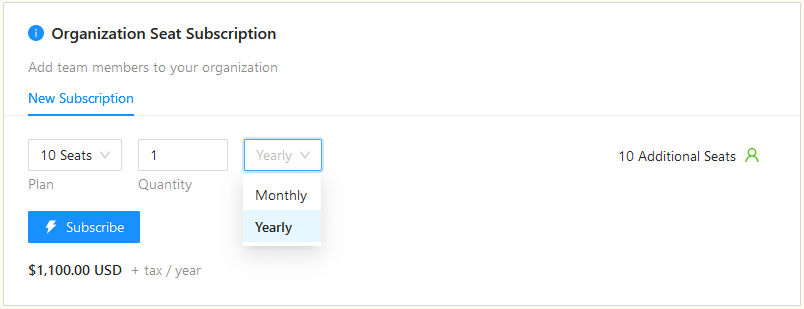 Organization Seat Subscription
Add team members to your organization
New Subscription
10 Seats 1 Yearly 10 Additional Seats
Plan Quantity
Monthly
Yearly
Subscribe
$1,100.00 USD + tax / year